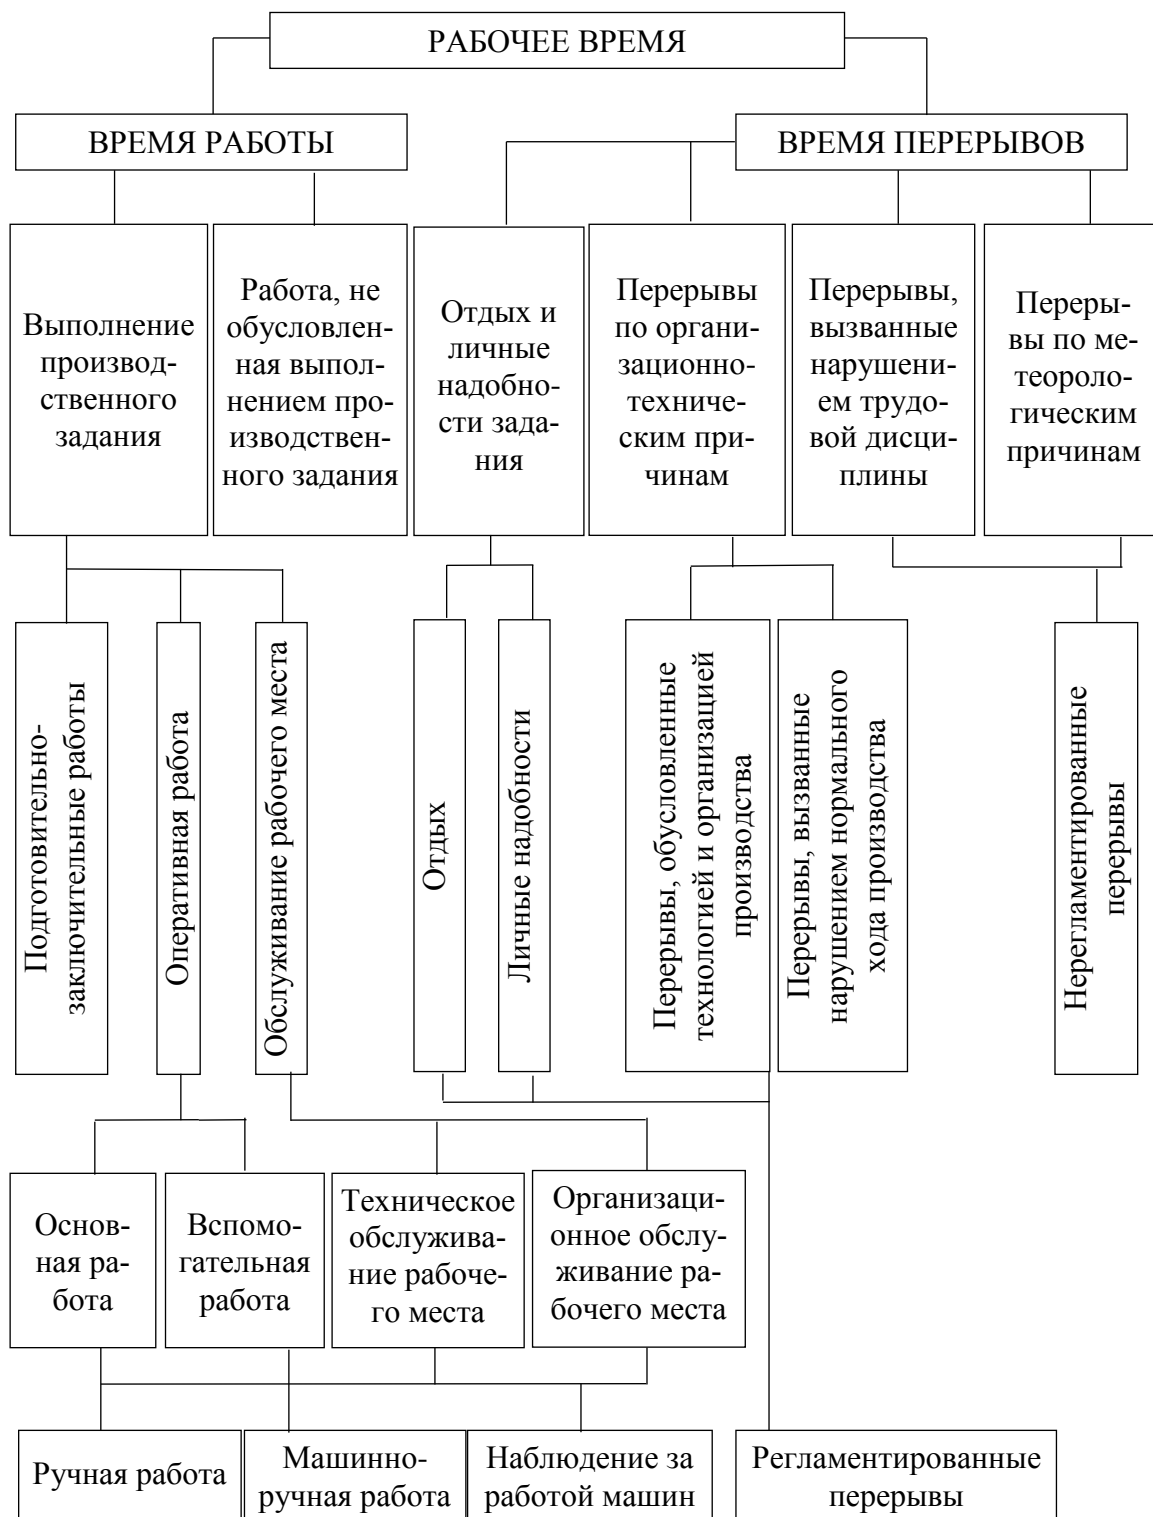 РАБОЧЕЕ ВРЕМЯ
ВРЕМЯ РАБОТЫ
ВРЕМЯ ПЕРЕРЫВОВ
Выполнение
производ-
ственного
задания
Работа, не
обусловлен-
ная выпол-
нением про-
изводствен-
ного задания
Отдых и
личные
надобно-
сти зада-
ния
Перерывы
по органи-
зационно-
техниче-
ским при-
чинам
Перерывы,
вызванные
нарушени-
ем трудо-
вой дисци-
плины
Переры-
вы по ме-
теороло-
гическим
причинам
Подготовительно-
заключительные работы
Оперативная работа
Обслуживание рабочего места
Отдых
Личные надобности
Перерывы, обусловленные
технологией и организацией
производства
Перерывы, вызванные
нарушением нормального
хода производства
Нерегламентированные
перерывы
Основ-
ная ра-
бота
Вспомо-
гательная
работа
Техническое
обслужива-
ние рабоче-
го места
Организаци-
онное обслу-
живание ра-
бочего места
Ручная работа
Машинно-
ручная работа
Наблюдение за
работой машин
Регламентированные
перерывы